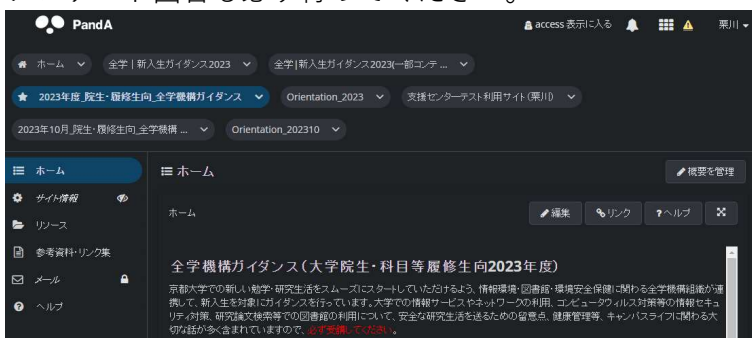 PandA
access 表示に入る
栗川
ホーム
全学 | 新入生ガイダンス2023
全学|新入生ガイダンス2023(一部コンテ ...
2023年度_院生・履修生向_全学機構ガイダンス
Orientation_2023
支援センターテスト利用サイト(栗川)
2023年10月_院生・履修生向_全学機構 ...
Orientation_202310
ホーム
サイト情報
リソース
参考資料・リンク集
メール
ヘルプ
ホーム
概要を管理
ホーム
編集
リンク
?ヘルプ
全学機構ガイダンス(大学院生・科目等履修生向2023年度)
京都大学での新しい勉学・研究生活をスムーズにスタートしていただけるよう、情報環境・図書館・環境安全保健に関わる全学機構組織が連
携して、新入生を対象にガイダンスを行っています。大学での情報サービスやネットワークの利用、コンピュータウィルス対策等の情報セキュ
リティ対策、研究論文検索等での図書館の利用について、安全な研究生活を送るための留意点、健康管理等、キャンパスライフに関わる大
切な話が多く含まれていますので、必ず受講してください。